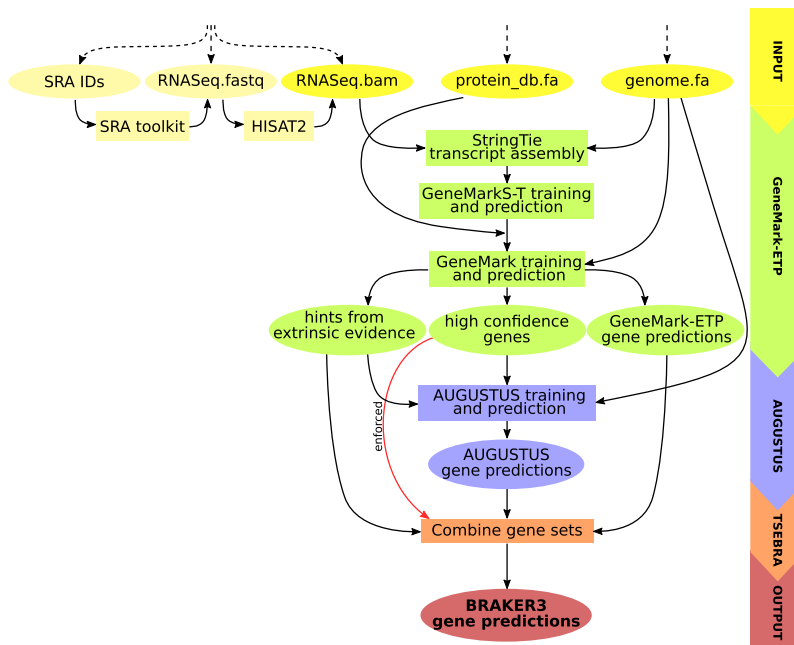 SRA IDs
RNASeq.fastq
RNASeq.bam
protein_db.fa
genome.fa
SRA toolkit
HISAT2
StringTie
transcript assembly
GeneMarkS-T training
and prediction
GeneMark training
and prediction
hints from
extrinsic evidence
high confidence
genes
GeneMark-ETP
gene predictions
AUGUSTUS training
and prediction
enforced
AUGUSTUS
gene predictions
Combine gene sets
BRAKER3
gene predictions
INPUT
GeneMark-ETP
AUGUSTUS
TSEBRA
OUTPUT